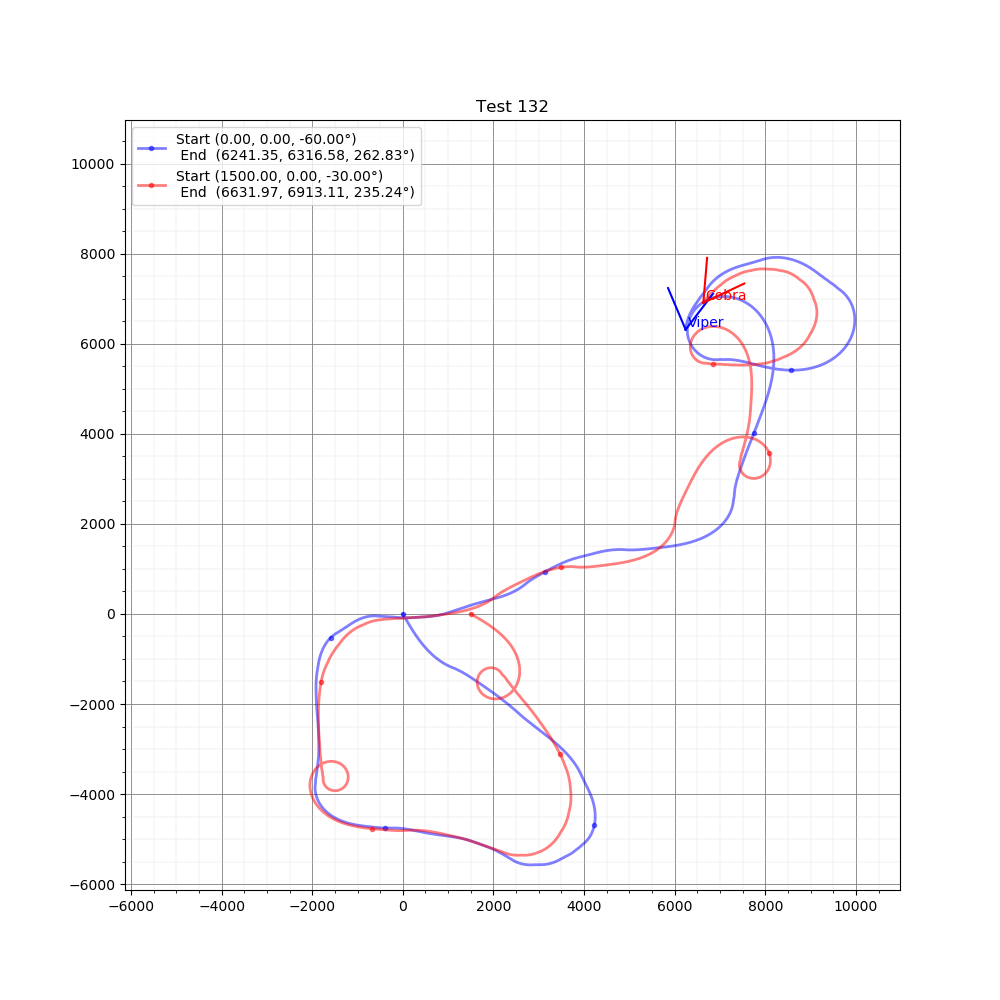 Test 132
Start (0.00, 0.00, -60.00°)
End (6241.35, 6316.58, 262.83°)
Start (1500.00, 0.00, -30.00°)
End (6631.97, 6913.11, 235.24°)
10000
8000
6000
4000
2000
0
−2000
−4000
−6000
Cobra
Viper
−6000 −4000 −2000 0 2000 4000 6000 8000 10000